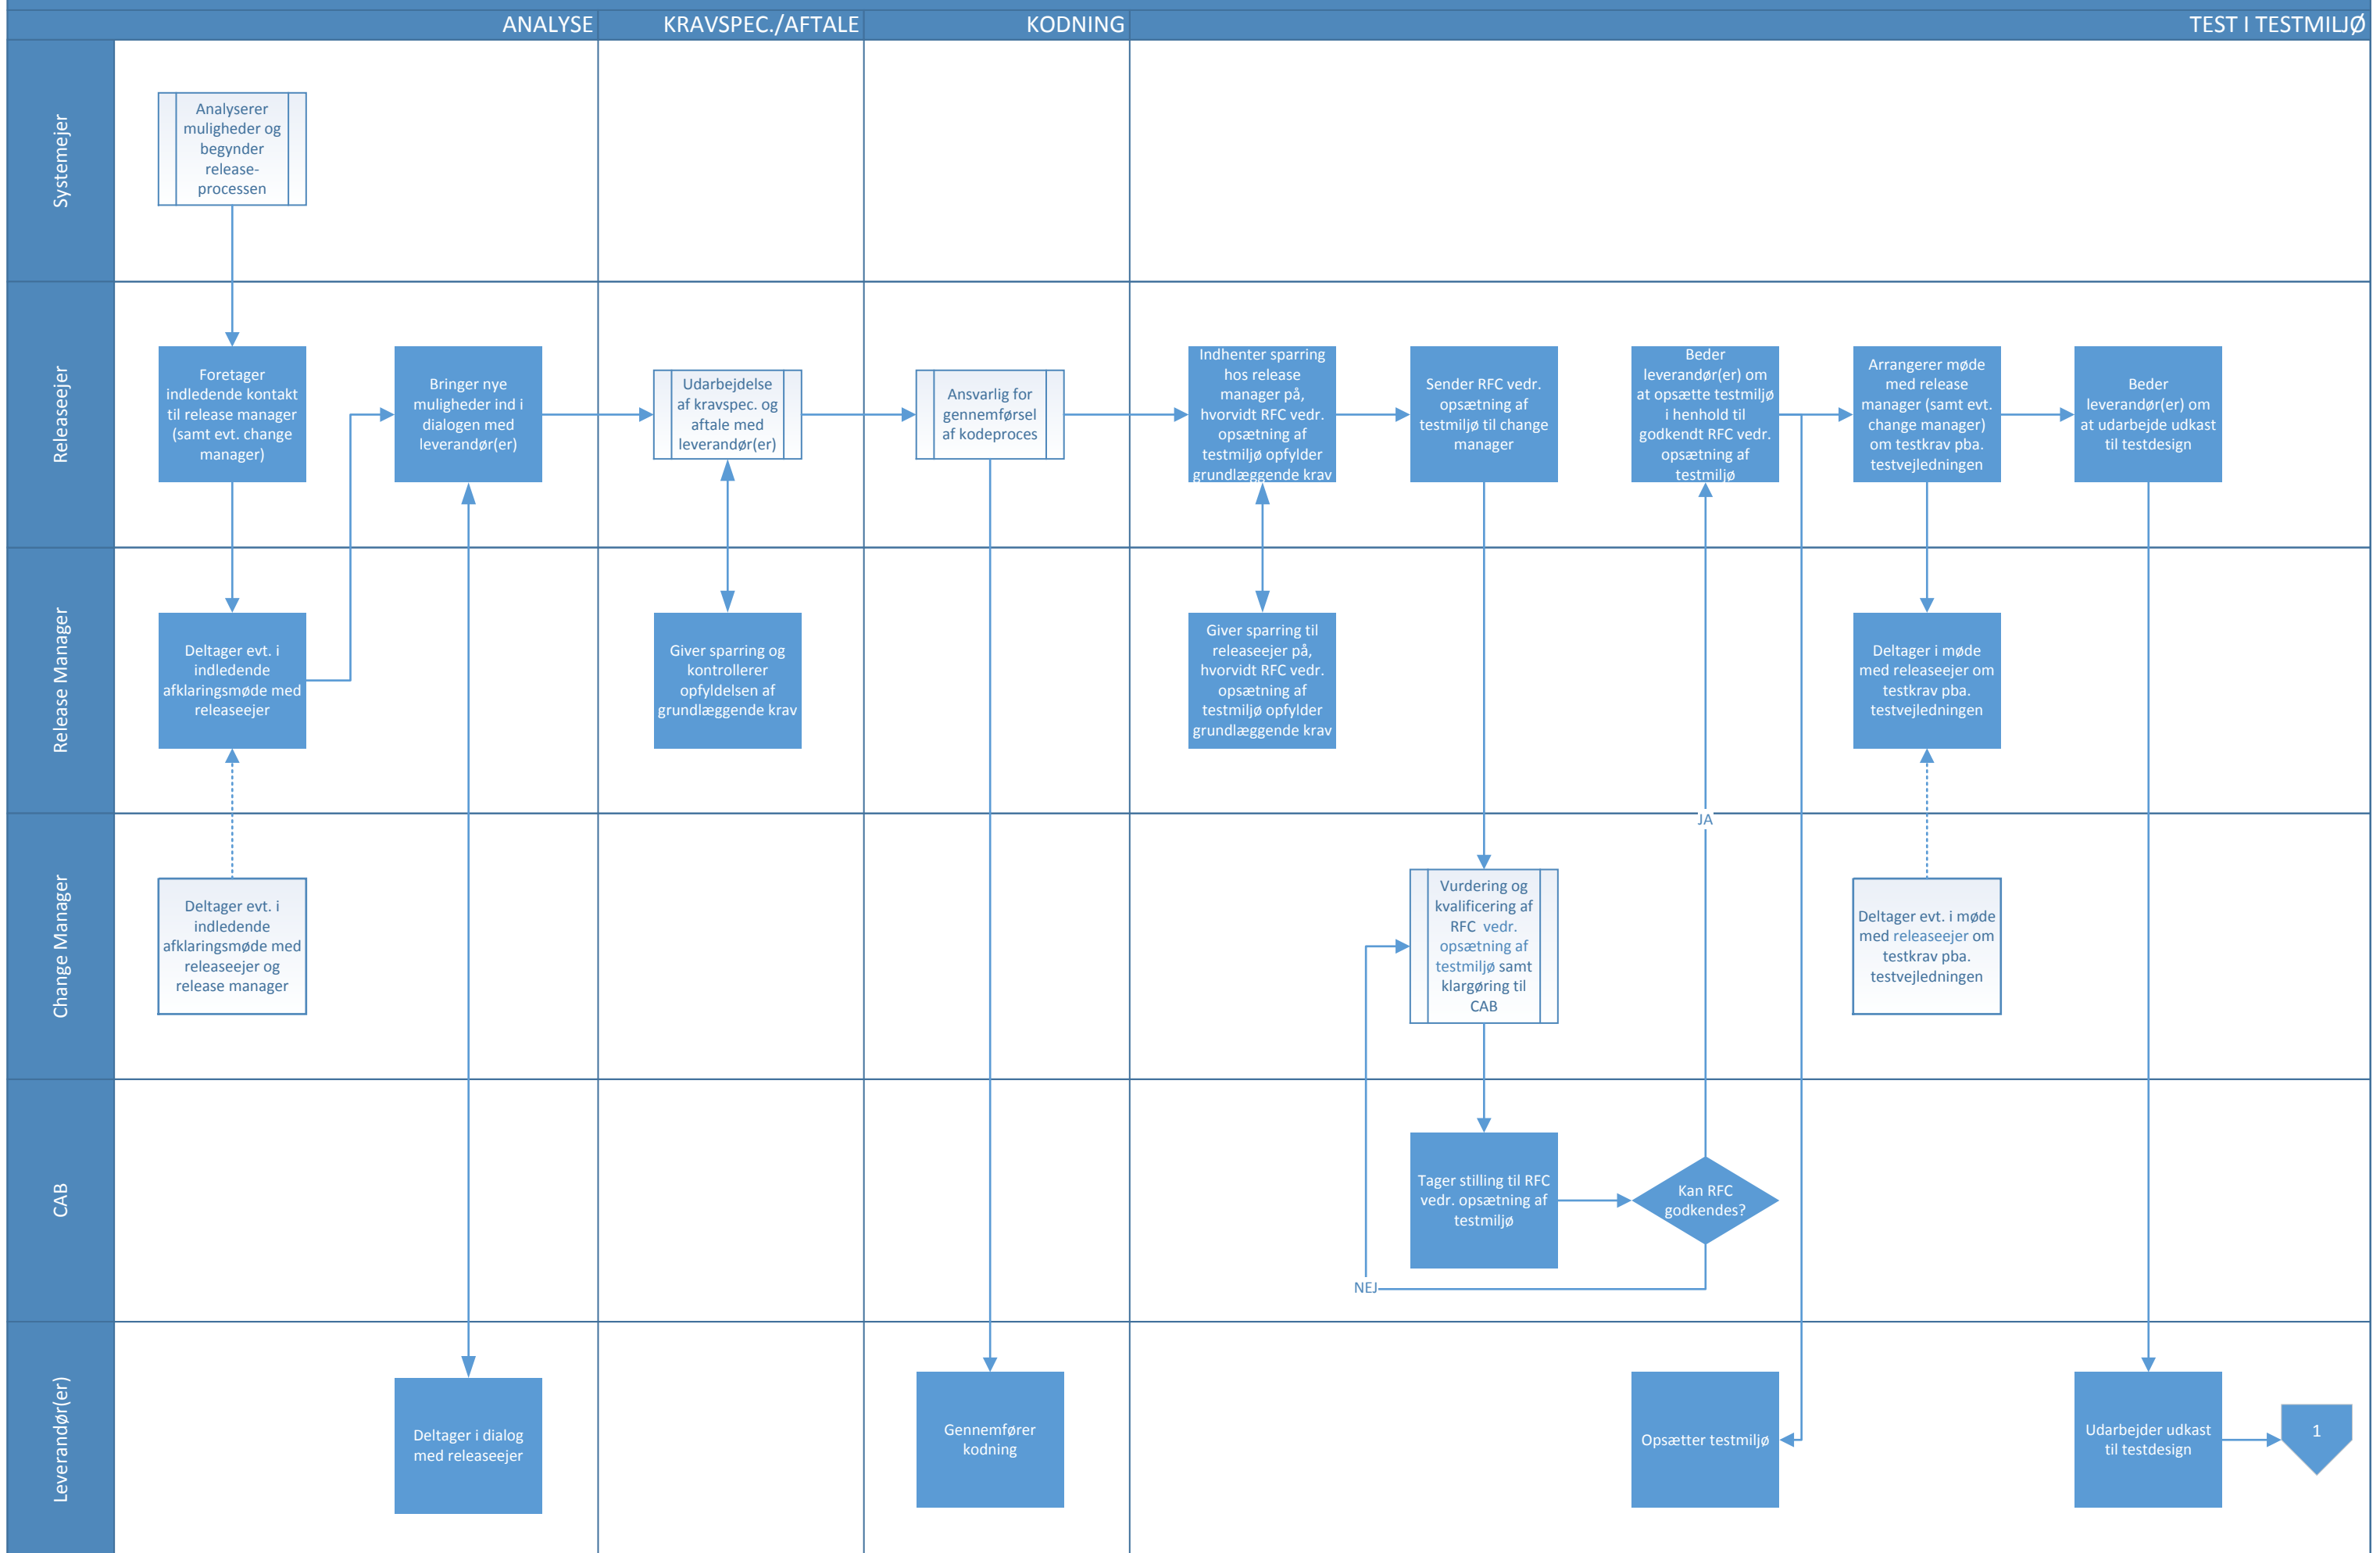 ANALYSE
KRAVSPEC./AFTALE
KODNING
TEST I TESTMILJØ
Systemejer
Analyserer
muligheder og
begynder
release-
processen
Releaseejer
Foretager
indledende kontakt
til release manager
(samt evt. change
manager)
Bringer nye
muligheder ind i
dialogen med
leverandør(er)
Udarbejdelse
af kravspec. og
aftale med
leverandør(er)
Ansvarlig for
gennemførsel
af kodeproces
Indhenter sparring
hos release
manager på,
hvorvidt RFC vedr.
opsætning af
testmiljø opfylder
grundlæggende krav
Sender RFC vedr.
opsætning af
testmiljø til change
manager
Beder
leverandør(er) om
at opsætte testmiljø
i henhold til
godkendt RFC vedr.
opsætning af
testmiljø
Arrangerer møde
med release
manager (samt evt.
change manager)
om testkrav pba.
testvejledningen
Beder
leverandør(er) om
at udarbejde udkast
til testdesign
Release Manager
Deltager evt. i
indledende
afklaringsmøde med
releaseejer
Giver sparring og
kontrollerer
opfyldelsen af
grundlæggende krav
Giver sparring til
releaseejer på,
hvorvidt RFC vedr.
opsætning af
testmiljø opfylder
grundlæggende krav
Deltager i møde
med releaseejer om
testkrav pba.
testvejledningen
JA
Change Manager
Deltager evt. i
indledende
afklaringsmøde med
releaseejer og
release manager
Vurdering og
kvalificering af
RFC vedr.
opsætning af
testmiljø samt
klargøring til
CAB
Deltager evt. i møde
med releaseejer om
testkrav pba.
testvejledningen
CAB
Tager stilling til RFC
vedr. opsætning af
testmiljø
Kan RFC
godkendes?
NEJ
Leverandør(er)
Deltager i dialog
med releaseejer
Gennemfører
kodning
Opsætter testmiljø
Udarbejder udkast
til testdesign
1